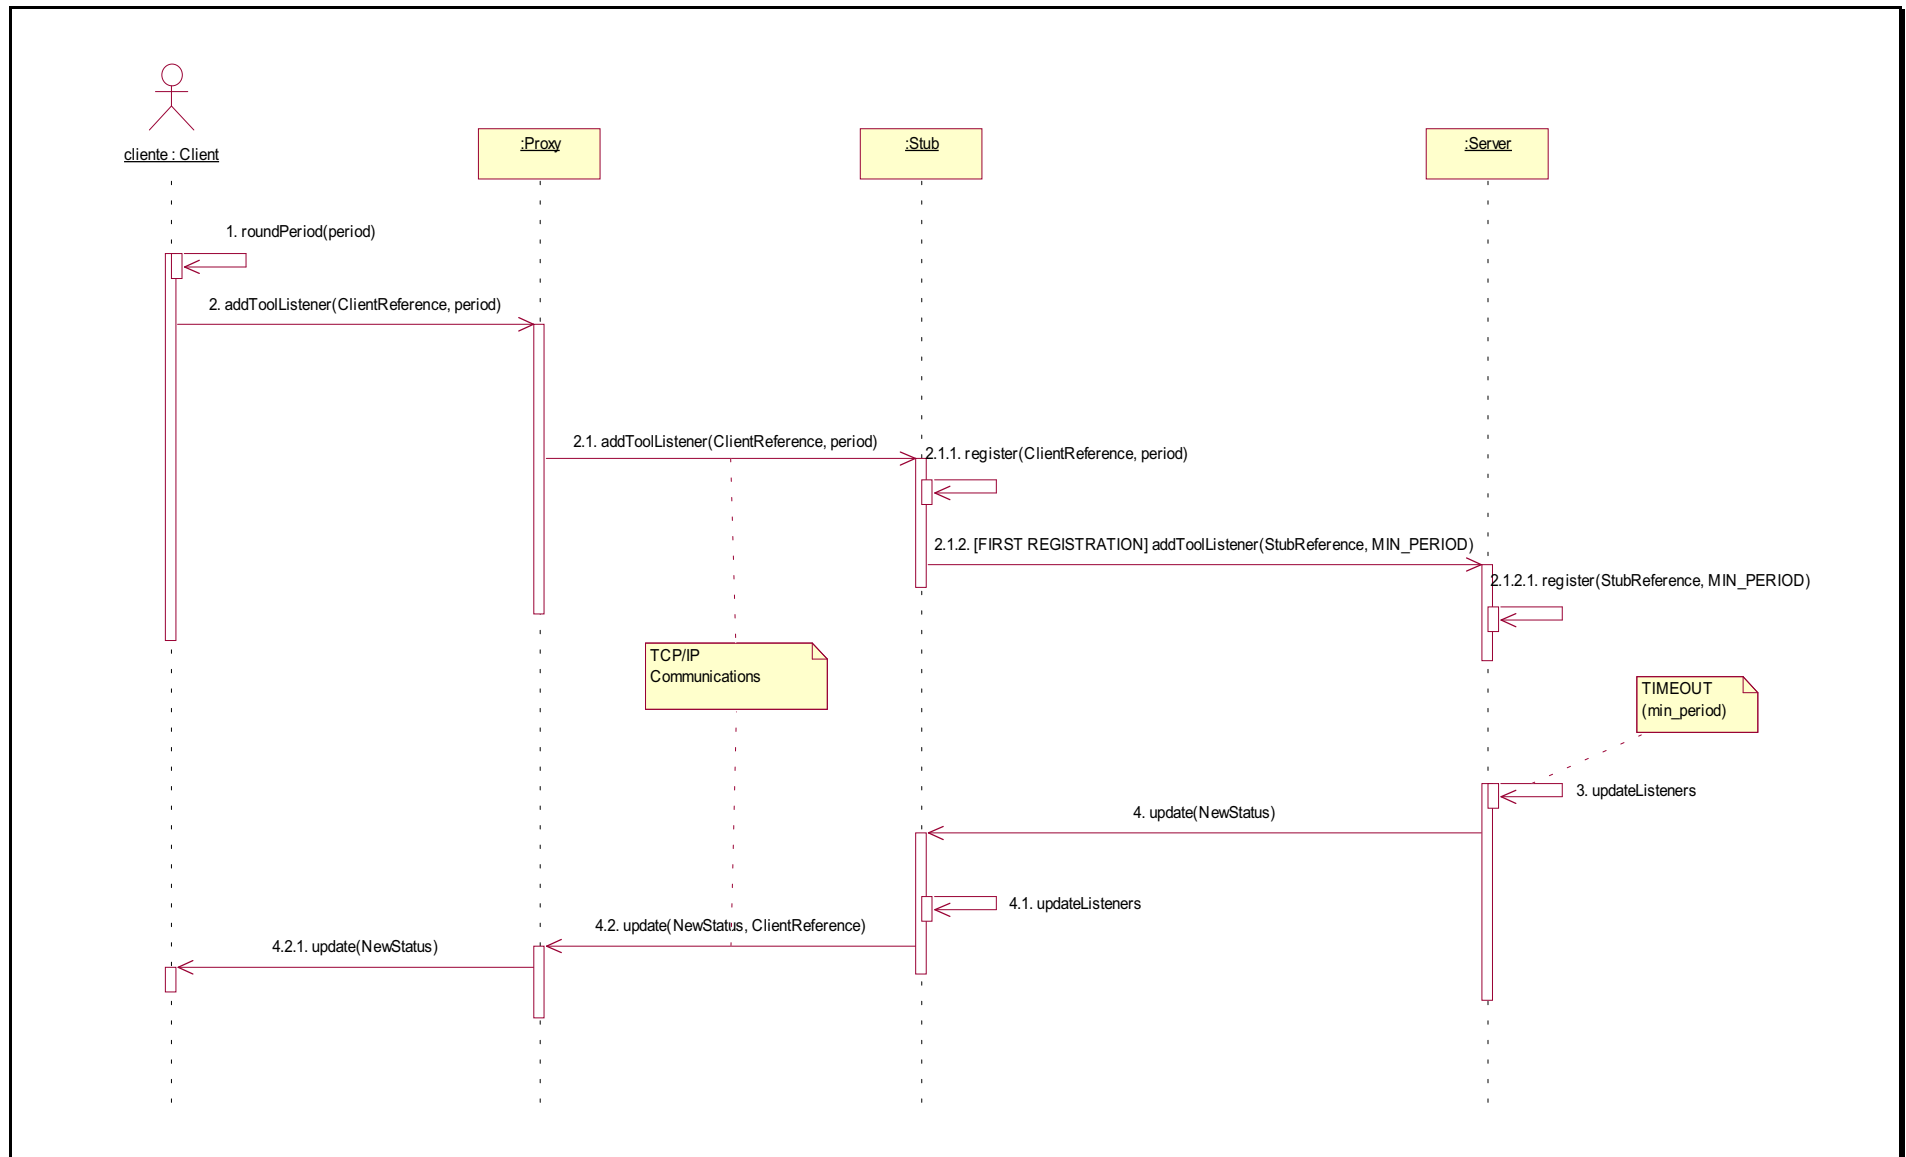 cliente : Client
:Proxy
:Stub
:Server
1. roundPeriod(period)
2. addToolListener(ClientReference, period)
2.1. addToolListener(ClientReference, period)
2.1.1. register(ClientReference, period)
2.1.2. [FIRST REGISTRATION] addToolListener(StubReference, MIN_PERIOD)
2.1.2.1. register(StubReference, MIN_PERIOD)
TCP/IP
Communications
TIMEOUT
(min_period)
3. updateListeners
4. update(NewStatus)
4.1. updateListeners
4.2. update(NewStatus, ClientReference)
4.2.1. update(NewStatus)